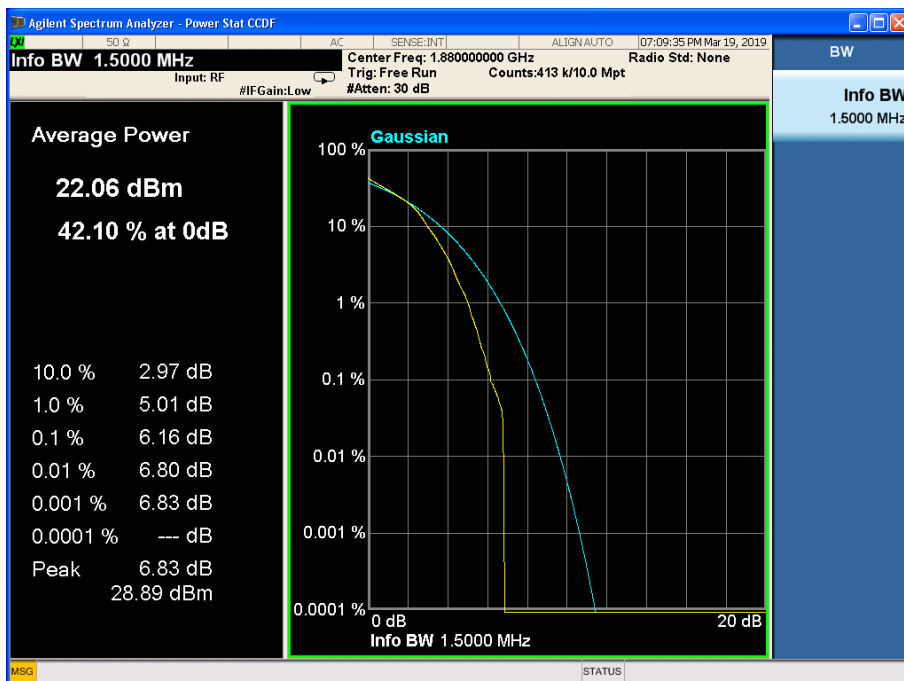 Agilent Spectrum Analyzer - Power Stat CCDF
LXI 50 Ω AC SENSE:INT ALIGN AUTO 07:09:35 PM Mar 19, 2019
Info BW 1.5000 MHz
Center Freq: 1.880000000 GHz Radio Std: None
Input: RF Trig: Free Run Counts:413 k/10.0 Mpt
#IFGain:Low #Atten: 30 dB
BW
Info BW
1.5000 MHz
Average Power
22.06 dBm
42.10 % at 0dB
10.0 % 2.97 dB
1.0 % 5.01 dB
0.1 % 6.16 dB
0.01 % 6.80 dB
0.001 % 6.83 dB
0.0001 % --- dB
Peak 6.83 dB
28.89 dBm
Gaussian
100 %
10 %
1 %
0.1 %
0.01 %
0.001 %
0.0001 %
0 dB 20 dB
Info BW 1.5000 MHz
MSG STATUS